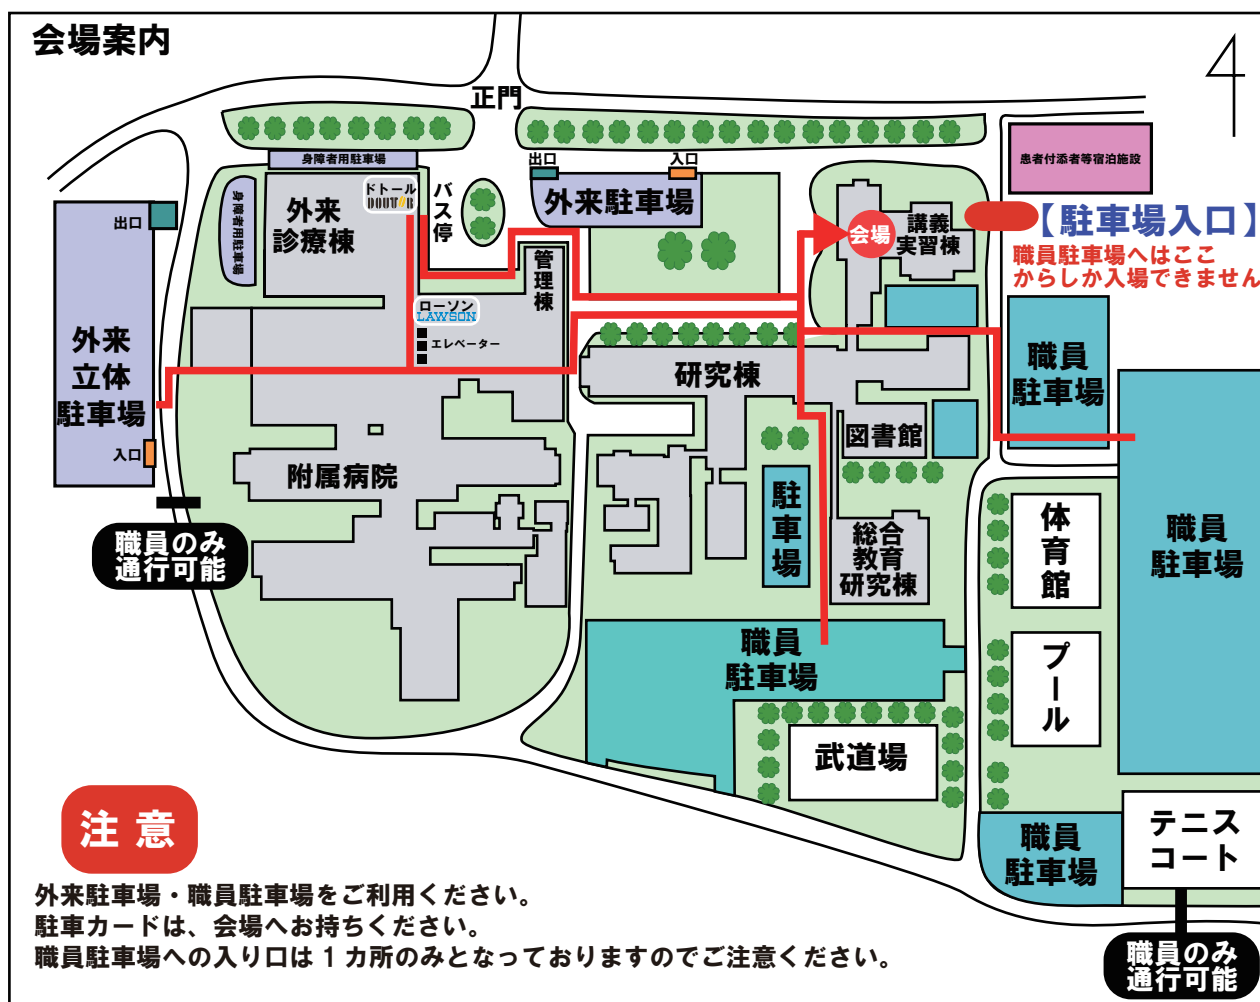 会場案内
正門
身障者用駐車場
身障者用駐車場
外来
診療棟
ドトール
DOUTOR
バス停
出口
入口
外来駐車場
患者付添者等宿泊施設
会場
講義
実習棟
【駐車場入口】
職員駐車場へはここ
からしか入場できません
出口
外来
立体
駐車場
入口
管理棟
ローソン
LAWSON
エレベーター
研究棟
職員
駐車場
図書館
附属病院
駐車場
総合
教育
研究棟
体育館
職員
駐車場
職員のみ
通行可能
職員
駐車場
プール
武道場
注意
職員
駐車場
テニス
コート
外来駐車場・職員駐車場をご利用ください。
駐車カードは、会場へお持ちください。
職員駐車場への入り口は 1 カ所のみとなっておりますのでご注意ください。
職員のみ
通行可能